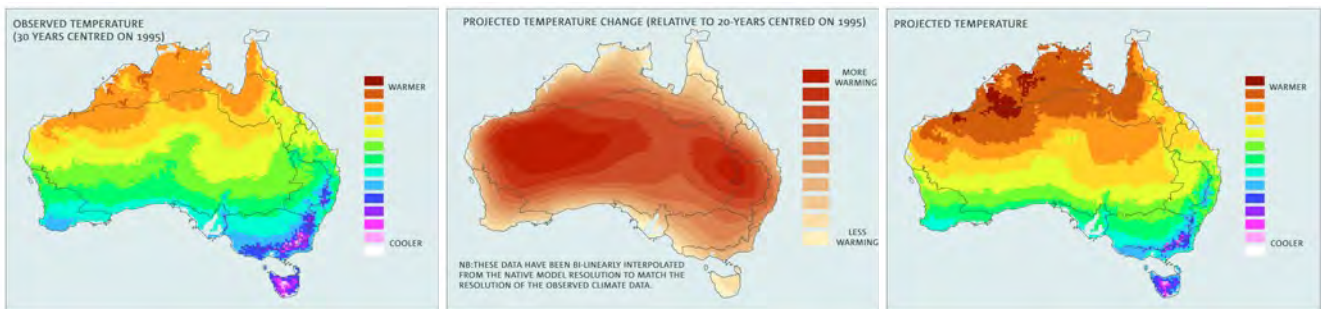 OBSERVED TEMPERATURE
(30 YEARS CENTRED ON 1995)
WARMER
COOLER
PROJECTED TEMPERATURE CHANGE (RELATIVE TO 20-YEARS CENTRED ON 1995)
MORE
WARMING
LESS
WARMING
NB:THESE DATA HAVE BEEN BI-LINEARLY INTERPOLATED
FROM THE NATIVE MODEL RESOLUTION TO MATCH THE
RESOLUTION OF THE OBSERVED CLIMATE DATA.
PROJECTED TEMPERATURE
WARMER
COOLER